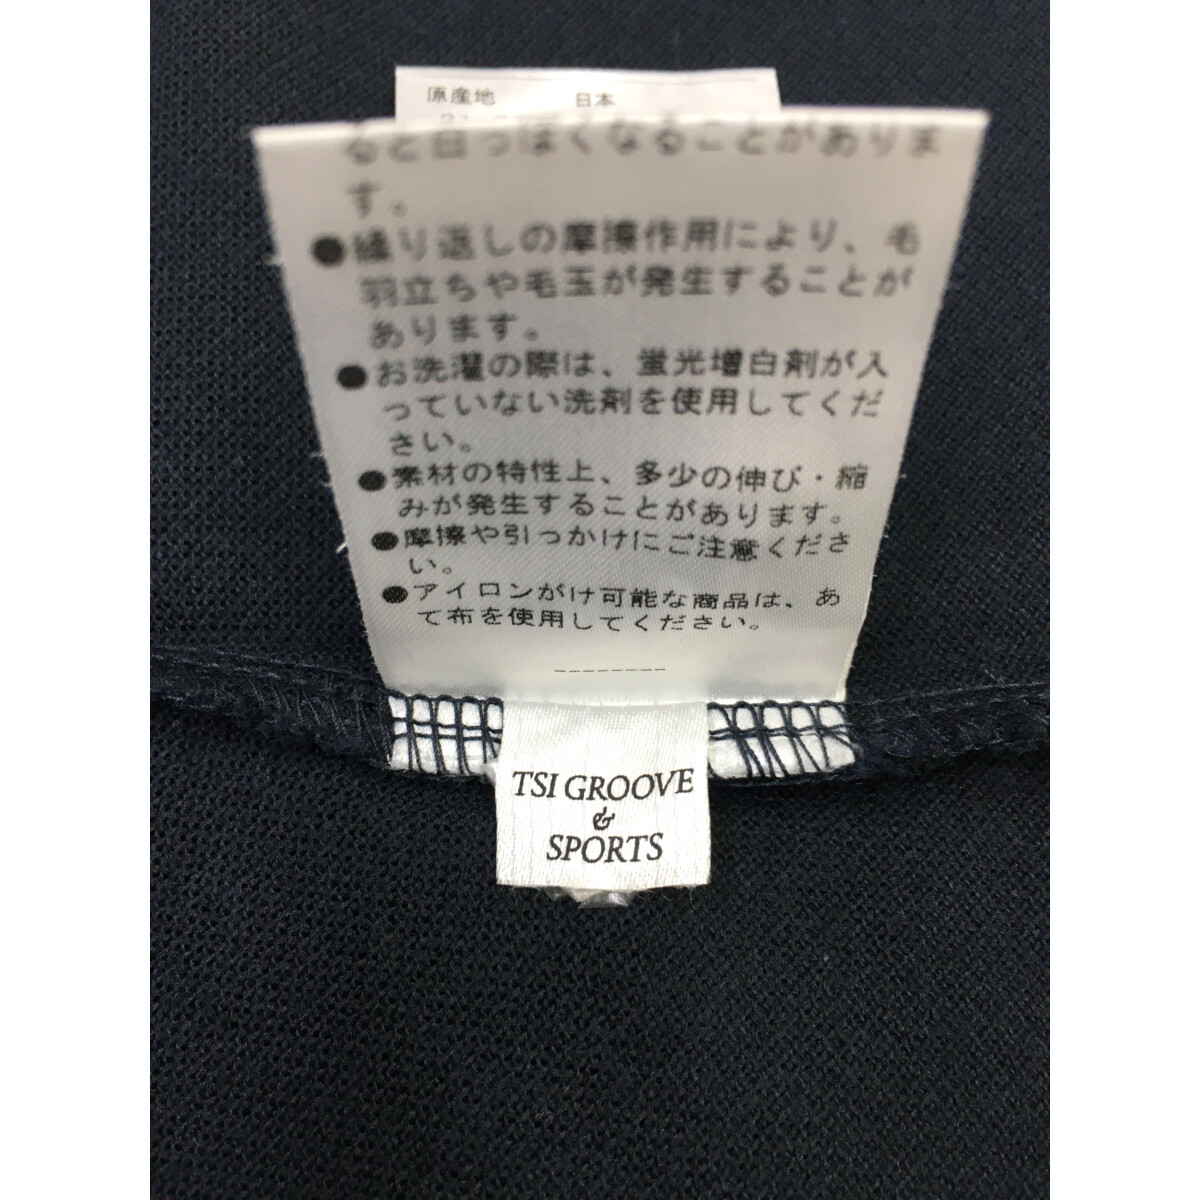 原産地 日本
ると白っぽくなることがありま
す。
●繰り返しの摩擦作用により、毛
羽立ちや毛玉が発生することが
あります。
●お洗濯の際は、蛍光増白剤が入
っていない洗剤を使用してくだ
さい。
●素材の特性上、多少の伸び・縮
みが発生することがあります。
●摩擦や引っかけにご注意くださ
い。
●アイロンがけ可能な商品は、あ
て布を使用してください。
--------
TSI GROOVE
&
SPORTS